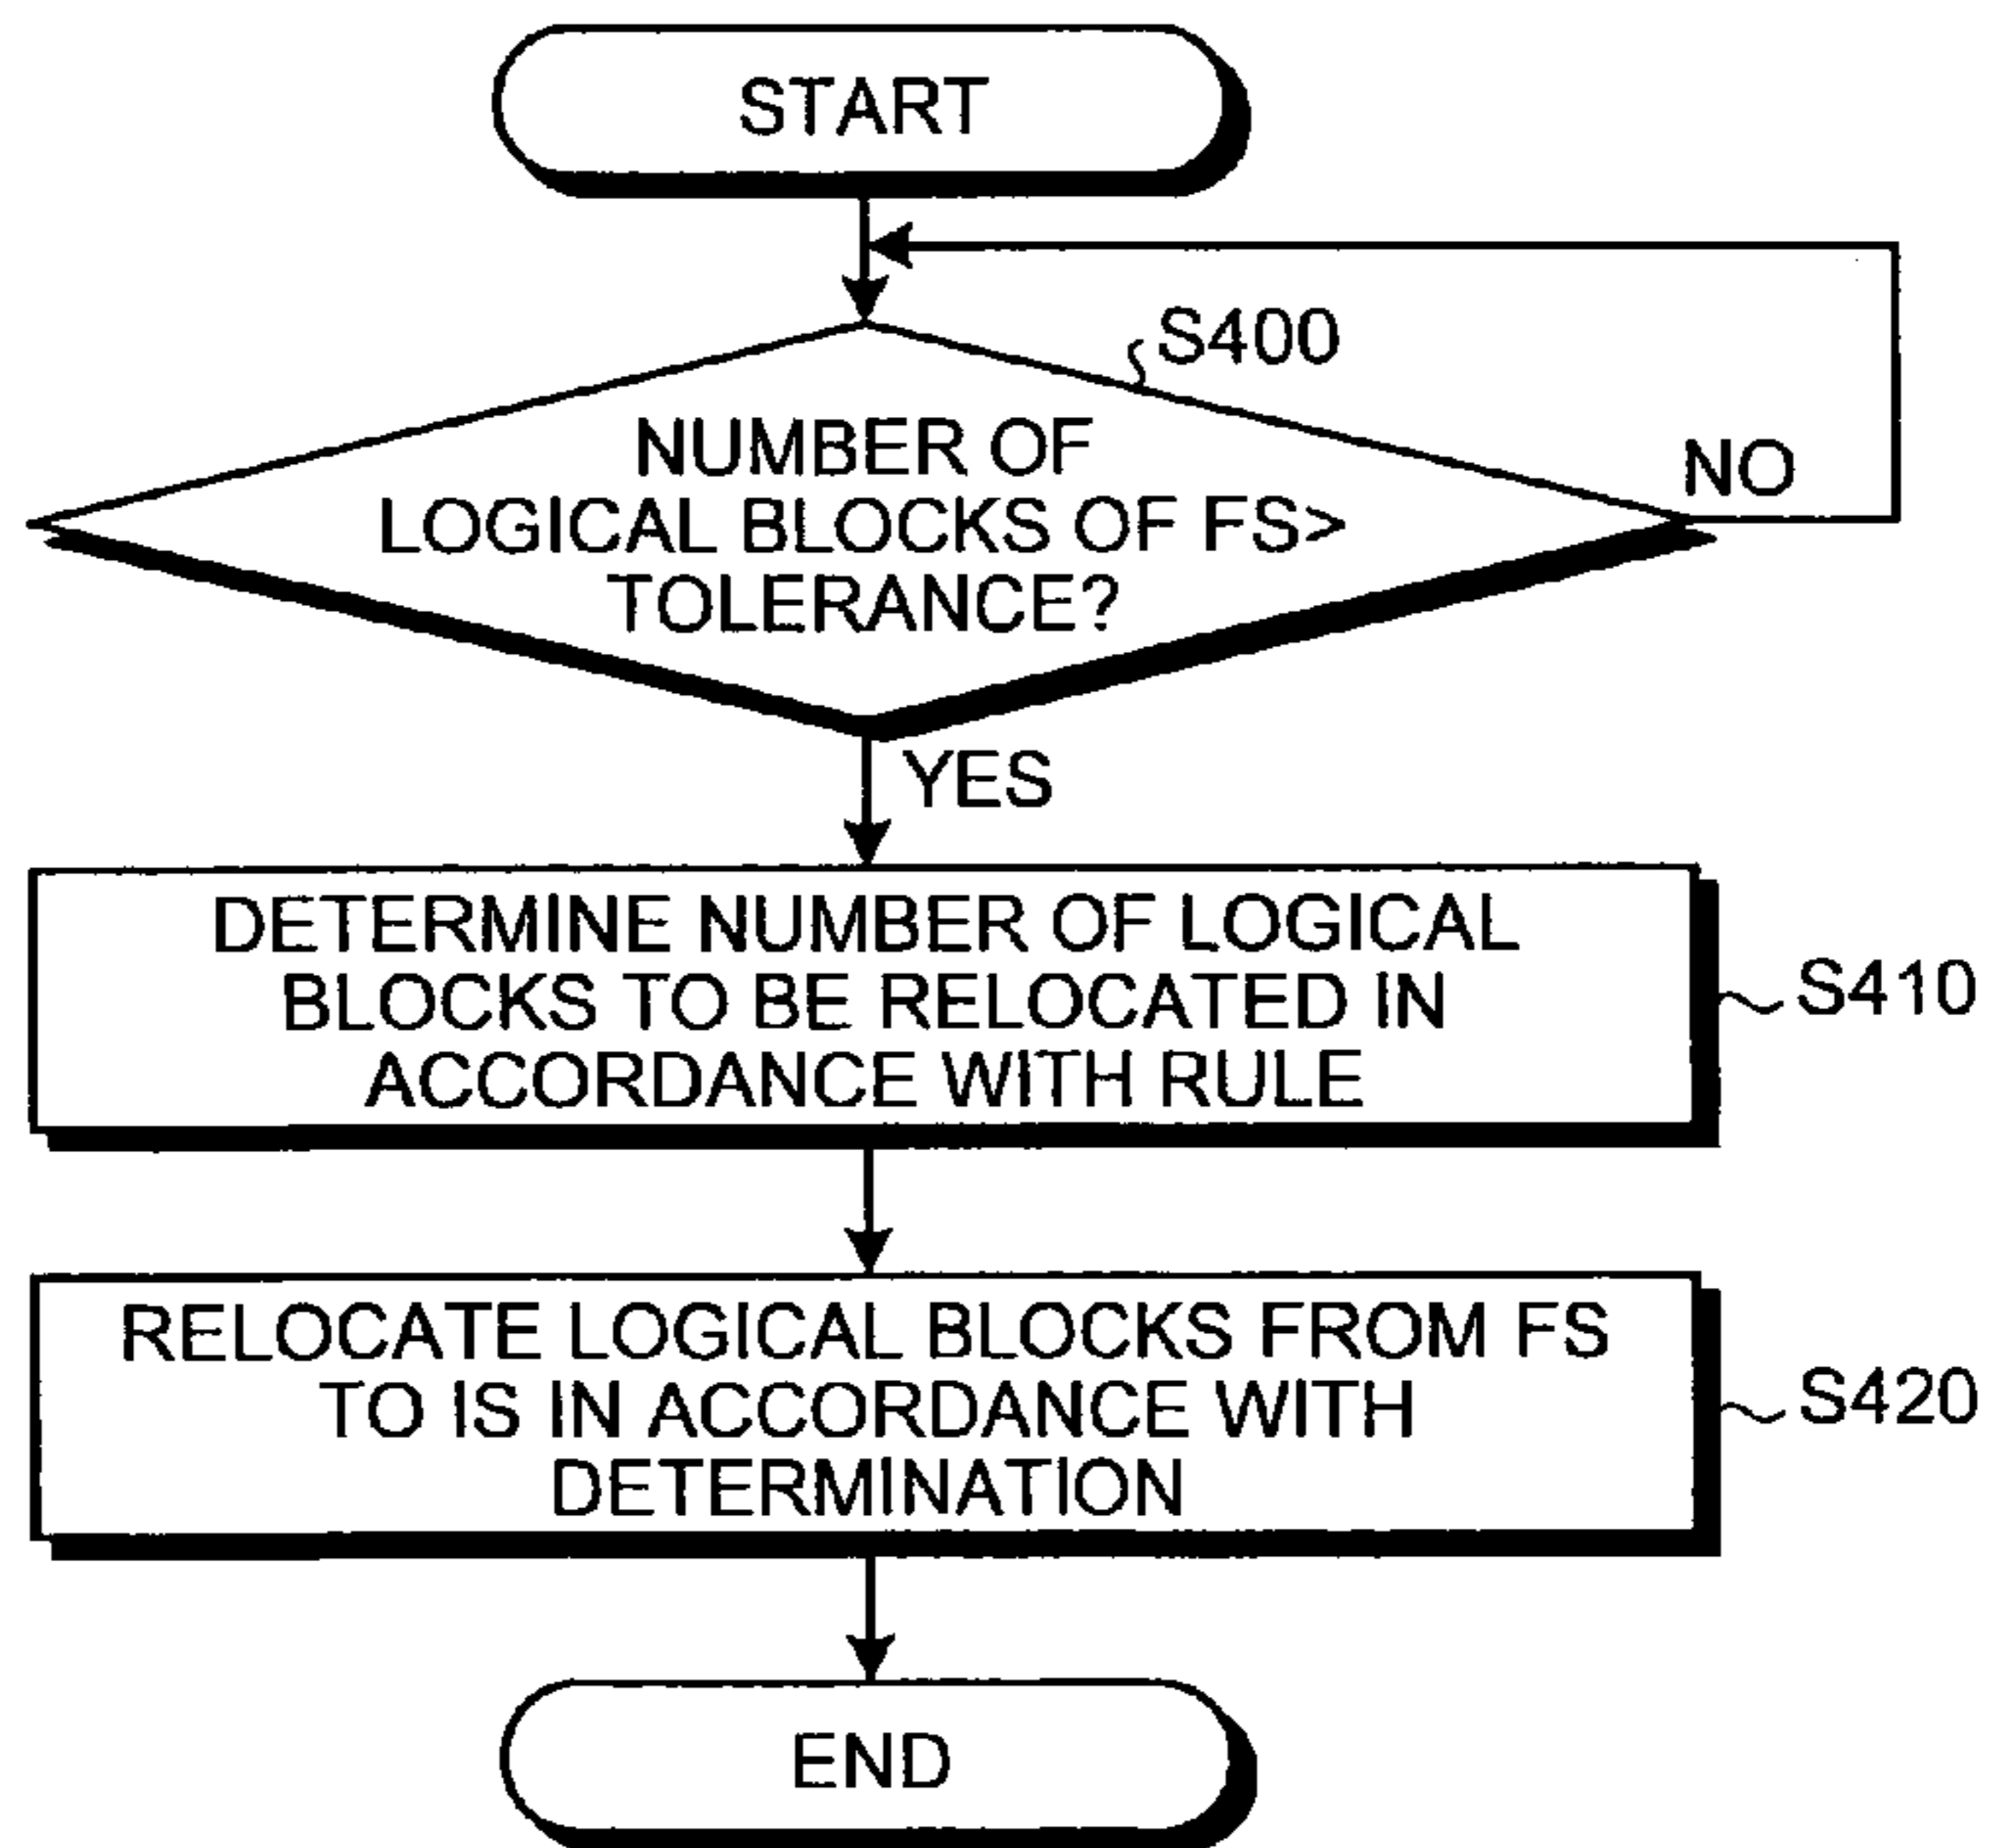 START
S400
NUMBER OF
LOGICAL BLOCKS OF FS>
TOLERANCE?
NO
YES
DETERMINE NUMBER OF LOGICAL
BLOCKS TO BE RELOCATED IN
ACCORDANCE WITH RULE
S410
RELOCATE LOGICAL BLOCKS FROM FS
TO IS IN ACCORDANCE WITH
DETERMINATION
S420
END